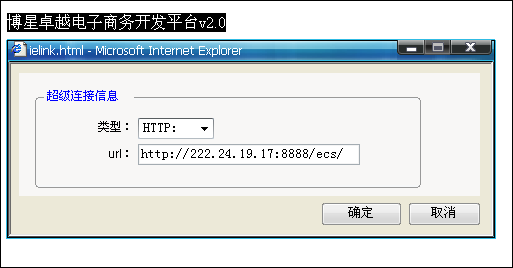 博星卓越电子商务开发平台v2.0
ielink.html - Microsoft Internet Explorer
超级连接信息
类型： HTTP:
url： http://222.24.19.17:8888/ecs/
确定 取消